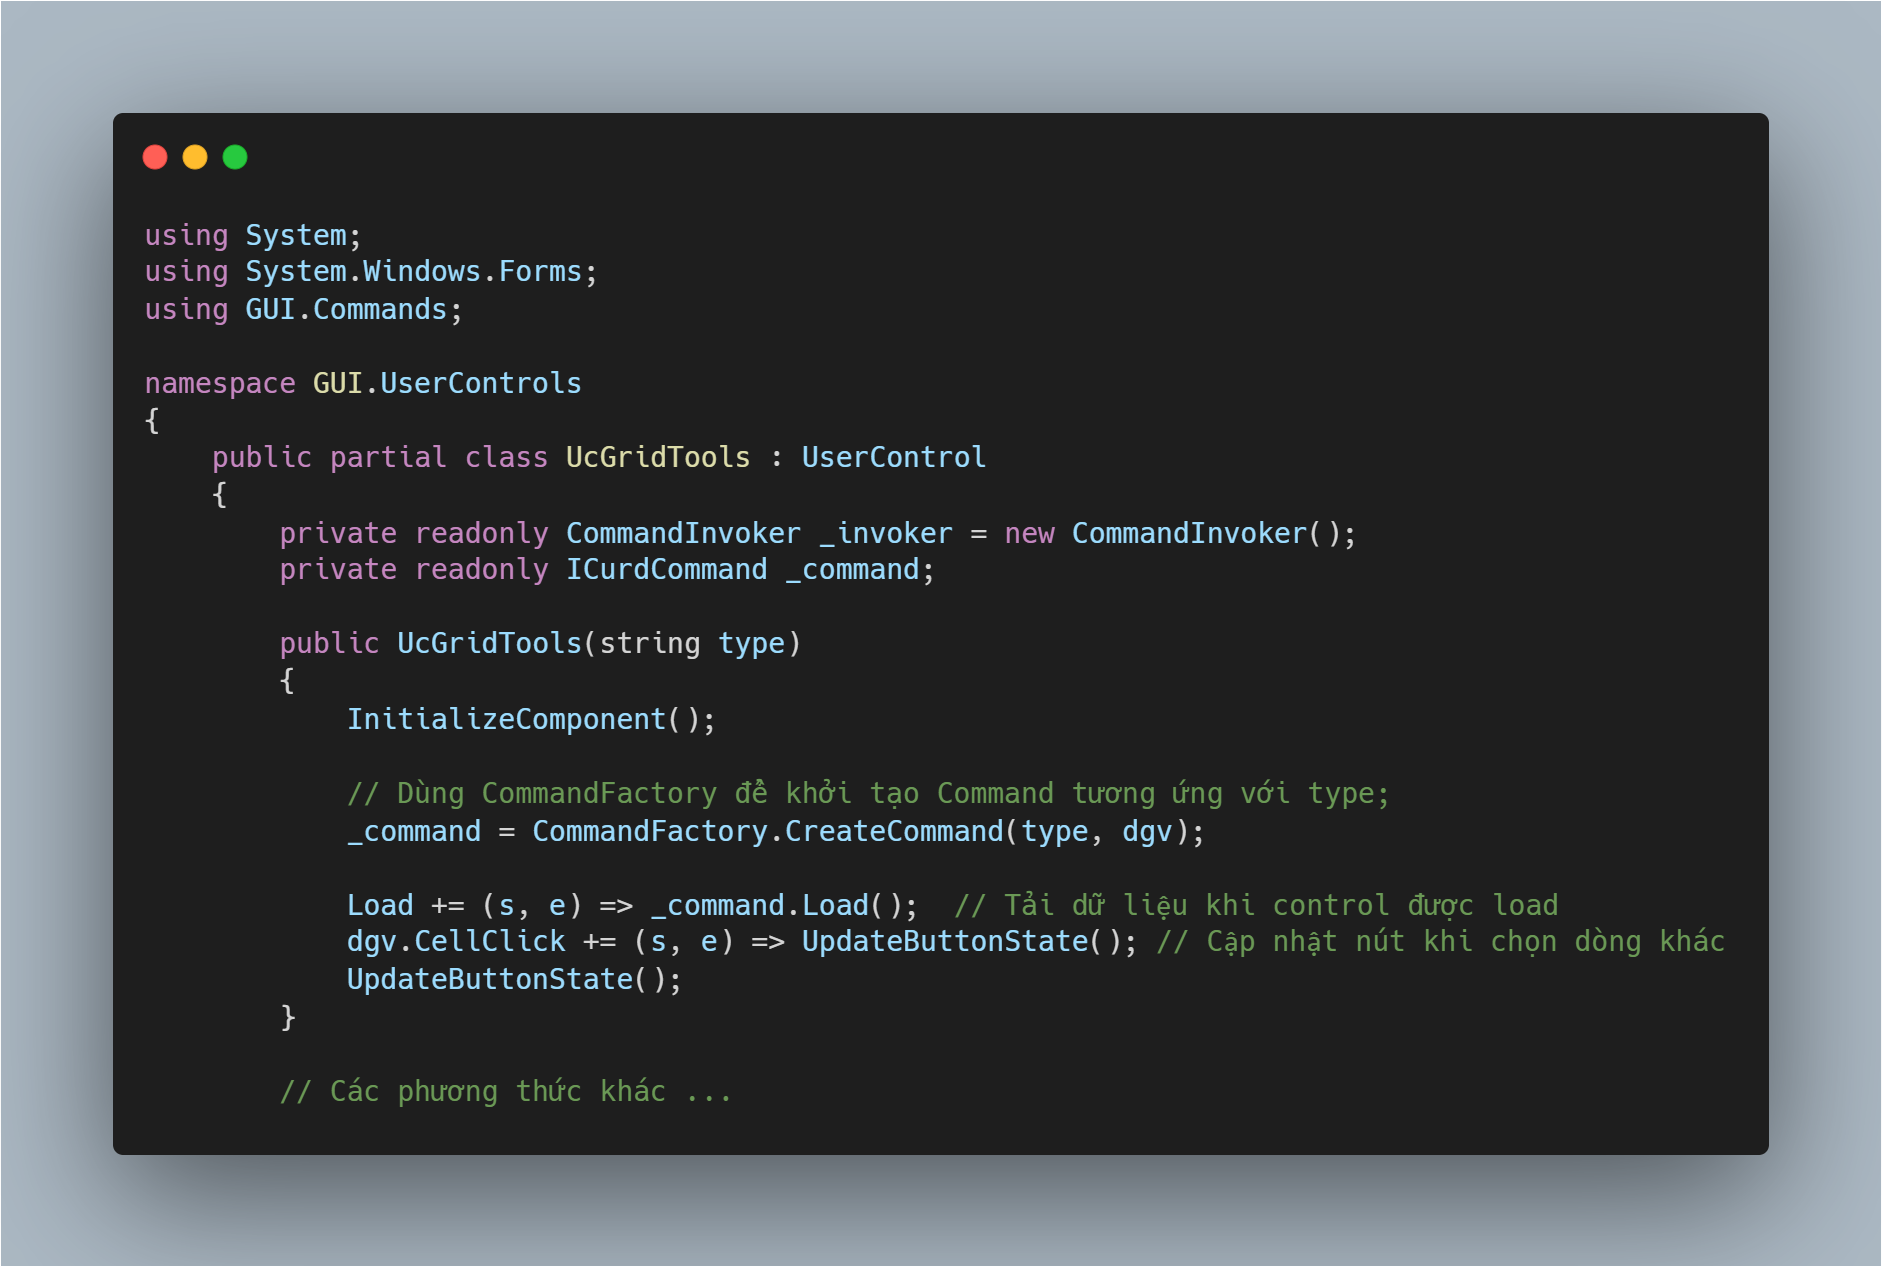 using System;
using System.Windows.Forms;
using GUI.Commands;

namespace GUI.UserControls
{
    public partial class UcGridTools : UserControl
    {
        private readonly CommandInvoker _invoker = new CommandInvoker();
        private readonly ICurdCommand _command;

        public UcGridTools(string type)
        {
            InitializeComponent();

            // Dùng CommandFactory để khởi tạo Command tương ứng với type;
            _command = CommandFactory.CreateCommand(type, dgv);

            Load += (s, e) => _command.Load();  // Tải dữ liệu khi control được load
            dgv.CellClick += (s, e) => UpdateButtonState(); // Cập nhật nút khi chọn dòng khác
            UpdateButtonState();
        }

        // Các phương thức khác ...